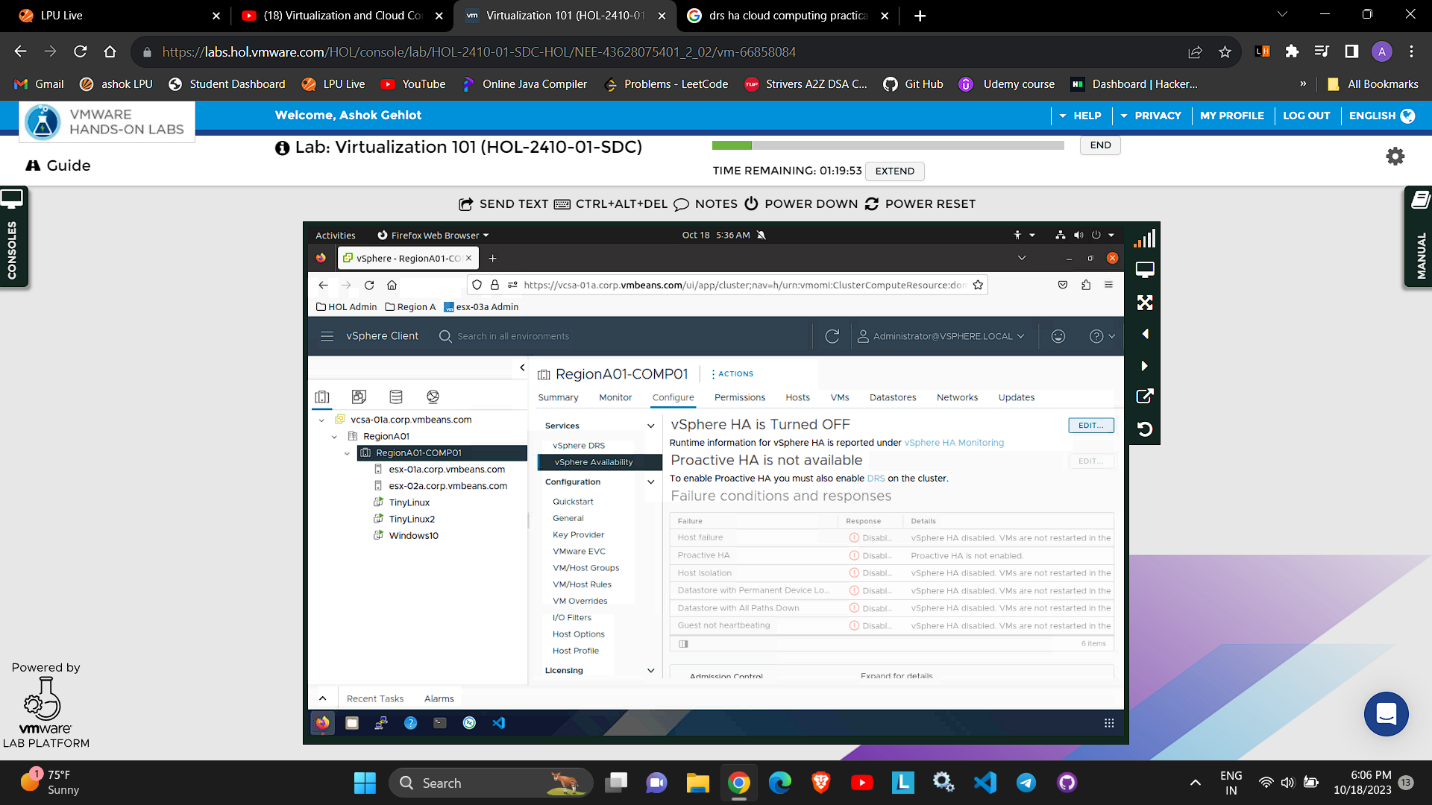 LPU Live
(18) Virtualization and Cloud Co
Virtualization 101 (HOL-2410-01
drs ha cloud computing practica
https://labs.hol.vmware.com/HOL/console/lab/HOL-2410-01-SDC-HOL/NEE-43628075401_2_02/vm-66858084
A
Gmail
ashok LPU
Student Dashboard
LPU Live
YouTube
Online Java Compiler
Problems - LeetCode
Strivers A2Z DSA C...
Git Hub
Udemy course
Dashboard | Hacker...
»
All Bookmarks
VMWARE
HANDS-ON LABS
Welcome, Ashok Gehlot
HELP
PRIVACY
MY PROFILE
LOG OUT
ENGLISH
Guide
Lab: Virtualization 101 (HOL-2410-01-SDC)
END
TIME REMAINING: 01:19:53
EXTEND
CONSOLES
SEND TEXT
CTRL+ALT+DEL
NOTES
POWER DOWN
POWER RESET
MANUAL
Activities
Firefox Web Browser
Oct 18 5:36 AM
vSphere - RegionA01-CO
https://vcsa-01a.corp.vmbeans.com/ui/app/cluster;nav=h/urn:vmomi:ClusterComputeResource:do
HOL Admin
Region A
esx-03a Admin
vSphere Client
Search in all environments
Administrator@VSPHERE.LOCAL
vcsa-01a.corp.vmbeans.com
RegionA01
RegionA01-COMP01
esx-01a.corp.vmbeans.com
esx-02a.corp.vmbeans.com
TinyLinux
TinyLinux2
Windows10
RegionA01-COMP01
ACTIONS
Summary
Monitor
Configure
Permissions
Hosts
VMs
Datastores
Networks
Updates
Services
vSphere DRS
vSphere Availability
Configuration
Quickstart
General
Key Provider
VMware EVC
VM/Host Groups
VM/Host Rules
VM Overrides
I/O Filters
Host Options
Host Profile
Licensing
vSphere HA is Turned OFF
EDIT...
Runtime information for vSphere HA is reported under vSphere HA Monitoring
Proactive HA is not available
EDIT...
To enable Proactive HA you must also enable DRS on the cluster.
Failure conditions and responses
Failure Response Details
Host failure Disabl... vSphere HA disabled. VMs are not restarted in the
Proactive HA Disabl... Proactive HA is not enabled.
Host Isolation Disabl... vSphere HA disabled. VMs are not restarted in the
Datastore with Permanent Device Lo... Disabl... vSphere HA disabled. VMs are not restarted in the
Datastore with All Paths Down Disabl... vSphere HA disabled. VMs are not restarted in the
Guest not heartbeating Disabl... vSphere HA disabled. VMs are not restarted in the
6 items
Admission Control Expand for details
Recent Tasks
Alarms
Powered by
vmware
LAB PLATFORM
1
75°F
Sunny
Search
ENG
IN
6:06 PM
10/18/2023
13